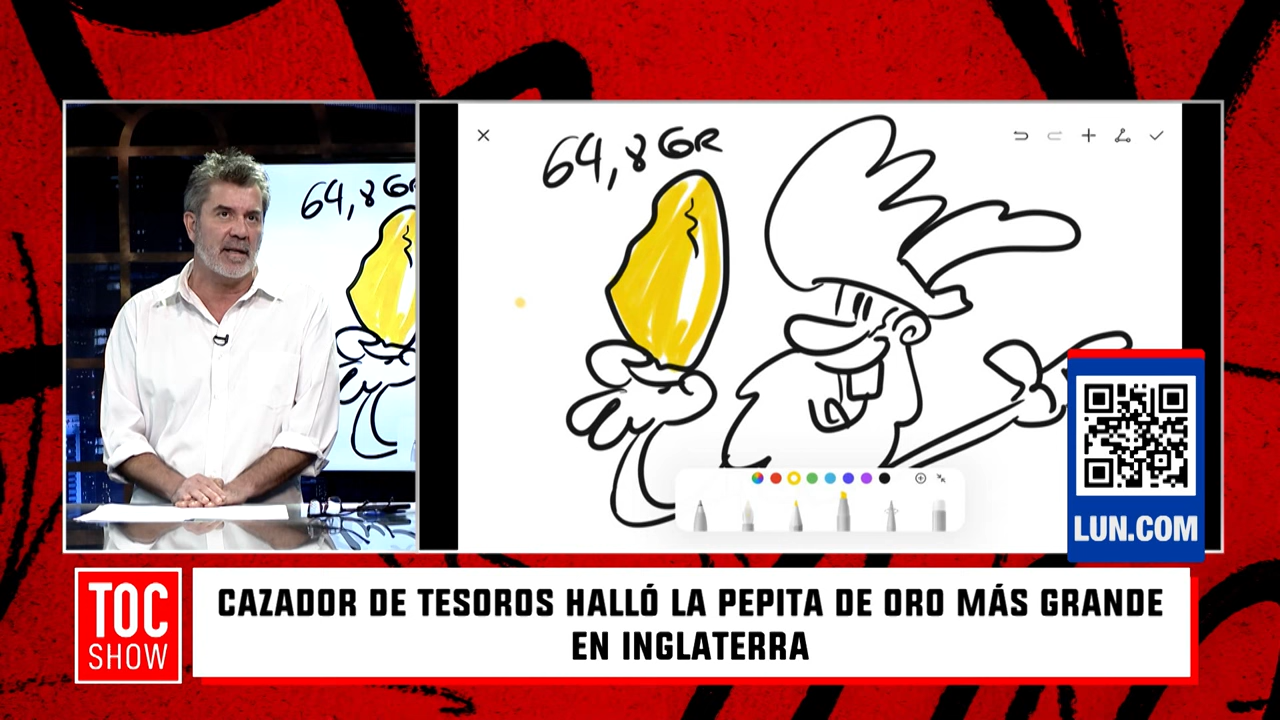 64,8 GR
64,8 GR
LUN.COM
TOC
SHOW
CAZADOR DE TESOROS HALLÓ LA PEPITA DE ORO MÁS GRANDE
EN INGLATERRA